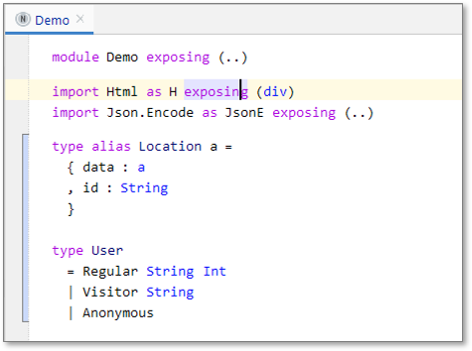 N Demo ×
module Demo exposing (..)
import Html as H exposing (div)
import Json.Encode as JsonE exposing (..)
type alias Location a =
{ data : a
, id : String
}
type User
= Regular String Int
| Visitor String
| Anonymous